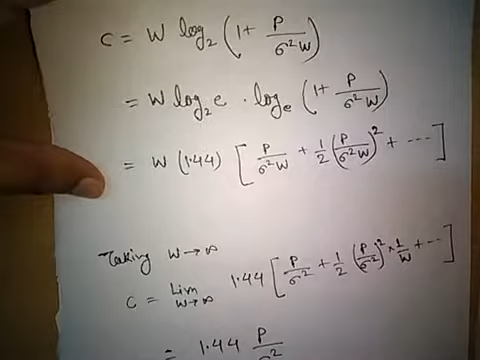 C = W log₂ (1 + P/σ²W)
= W log₂e · logₑ (1 + P/σ²W)
= W (1.44) [P/σ²W + 1/2 (P/σ²W)² + ----]
Taking W → ∞
C = Lim W→∞ 1.44 [P/σ² + 1/2 (P/σ²)² × 1/W + --]
= 1.44 P/σ²